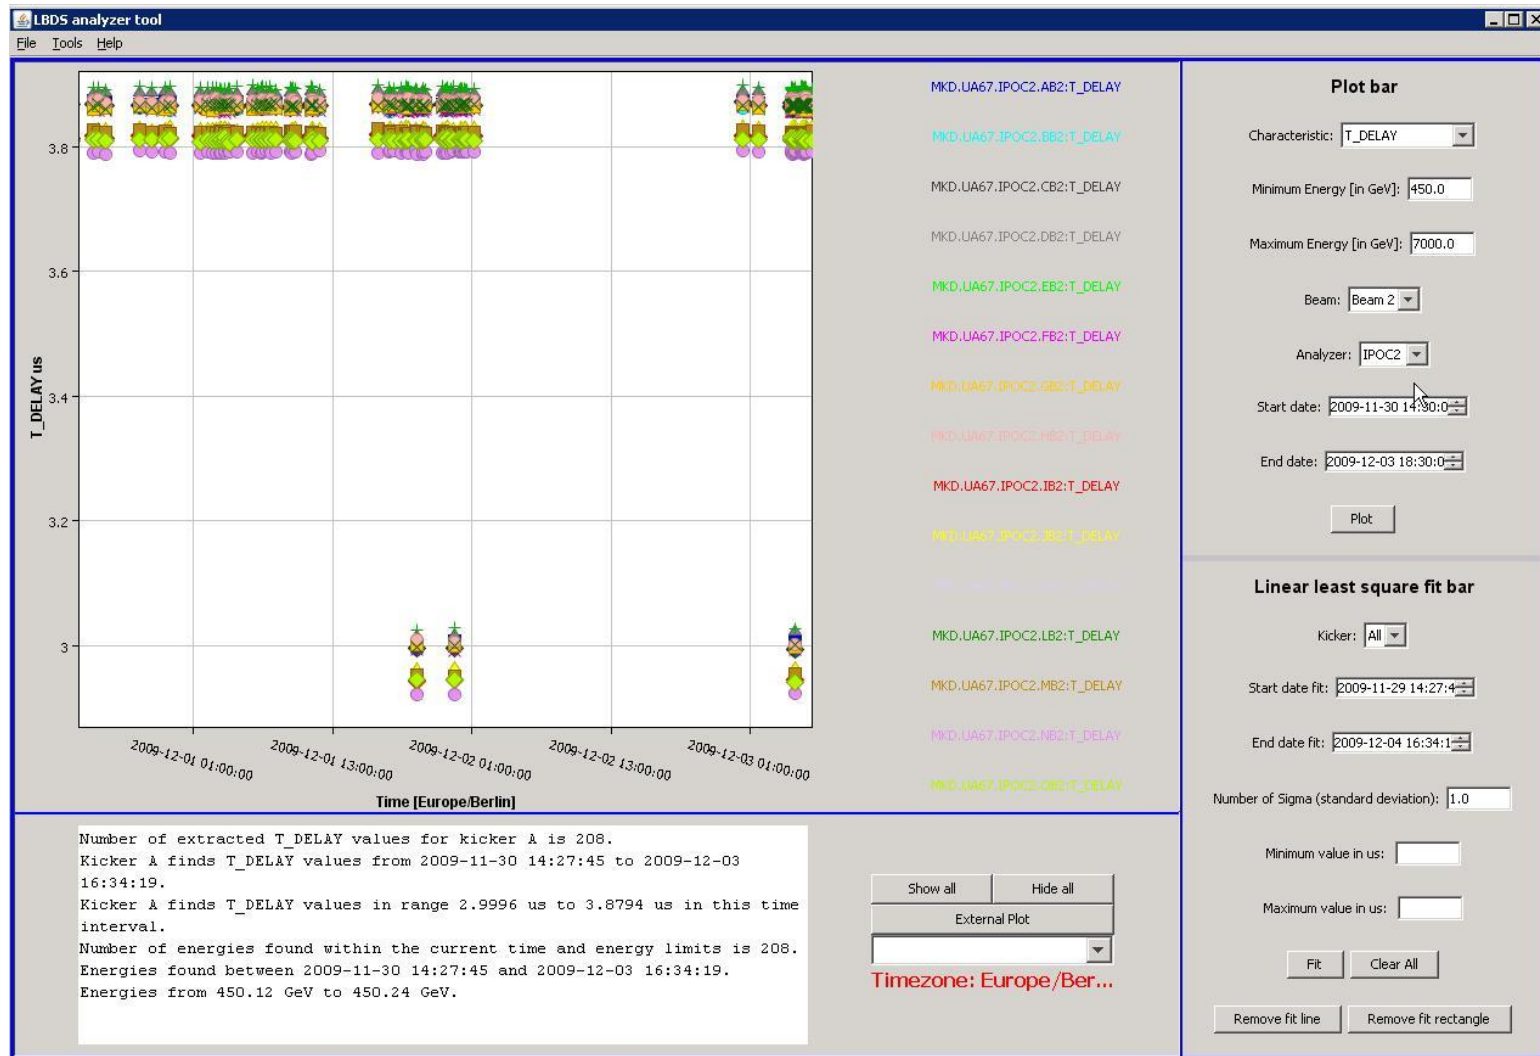 LBDS analyzer tool
File Tools Help
3.8
3.6
3.4
3.2
3
T_DELAY us
2009-12-01 01:00:00
2009-12-01 13:00:00
2009-12-02 01:00:00
2009-12-02 13:00:00
2009-12-03 01:00:00
Time [Europe/Berlin]
MKD.UA67.IPOC2.AB2:T_DELAY
MKD.UA67.IPOC2.BB2:T_DELAY
MKD.UA67.IPOC2.CB2:T_DELAY
MKD.UA67.IPOC2.DB2:T_DELAY
MKD.UA67.IPOC2.EB2:T_DELAY
MKD.UA67.IPOC2.FB2:T_DELAY
MKD.UA67.IPOC2.GB2:T_DELAY
MKD.UA67.IPOC2.HB2:T_DELAY
MKD.UA67.IPOC2.IB2:T_DELAY
MKD.UA67.IPOC2.JB2:T_DELAY
MKD.UA67.IPOC2.LB2:T_DELAY
MKD.UA67.IPOC2.MB2:T_DELAY
MKD.UA67.IPOC2.NB2:T_DELAY
MKD.UA67.IPOC2.OB2:T_DELAY
Plot bar
Characteristic: T_DELAY
Minimum Energy [in GeV]: 450.0
Maximum Energy [in GeV]: 7000.0
Beam: Beam 2
Analyzer: IPOC2
Start date: 2009-11-30 14:30:0
End date: 2009-12-03 18:30:0
Plot
Linear least square fit bar
Kicker: All
Start date fit: 2009-11-29 14:27:4
End date fit: 2009-12-04 16:34:1
Number of Sigma (standard deviation): 1.0
Minimum value in us:
Maximum value in us:
Fit Clear All
Remove fit line Remove fit rectangle
Number of extracted T_DELAY values for kicker A is 208.
Kicker A finds T_DELAY values from 2009-11-30 14:27:45 to 2009-12-03
16:34:19.
Kicker A finds T_DELAY values in range 2.9996 us to 3.8794 us in this time
interval.
Number of energies found within the current time and energy limits is 208.
Energies found between 2009-11-30 14:27:45 and 2009-12-03 16:34:19.
Energies from 450.12 GeV to 450.24 GeV.
Show all Hide all
External Plot
Timezone: Europe/Ber...